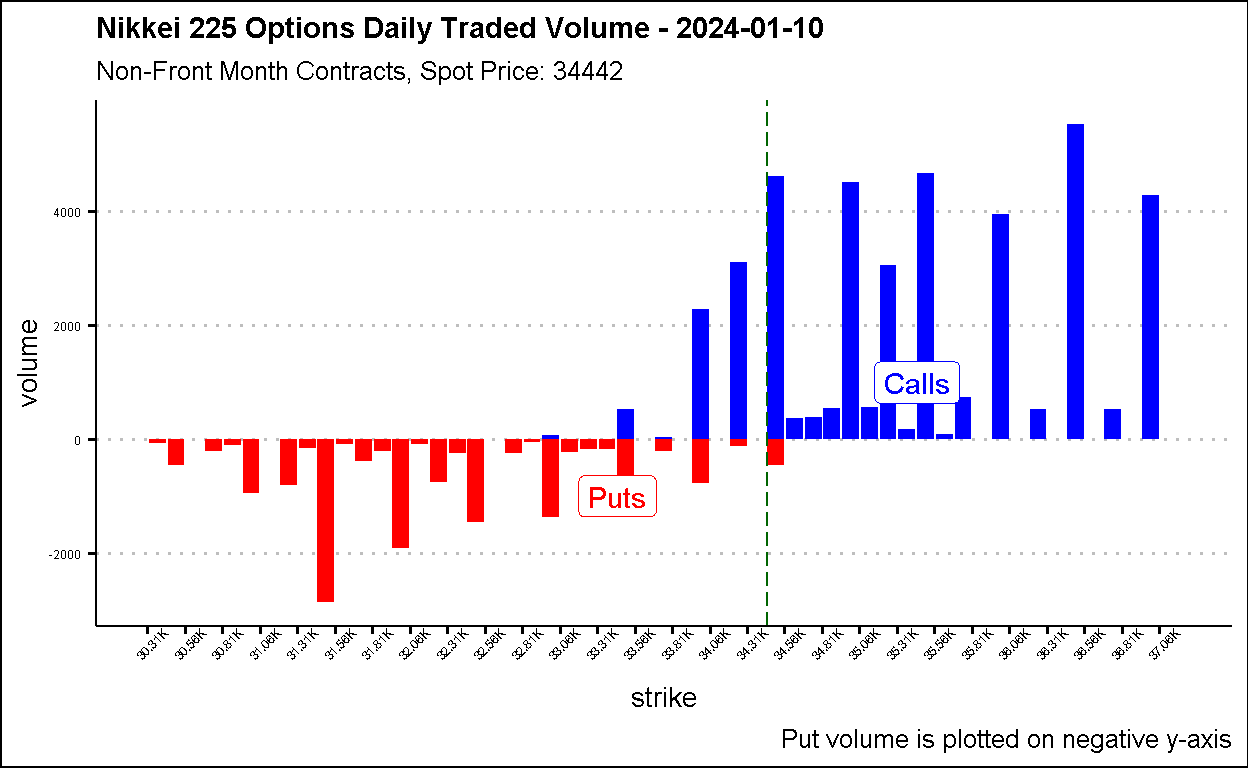 Nikkei 225 Options Daily Traded Volume - 2024-01-10
Non-Front Month Contracts, Spot Price: 34442
volume
4000
2000
0
-2000
Calls
Puts
30.31K 30.56K 30.81K 31.06K 31.31K 31.56K 31.81K 32.06K 32.31K 32.56K 32.81K 33.06K 33.31K 33.56K 33.81K 34.06K 34.31K 34.56K 34.81K 35.06K 35.31K 35.56K 35.81K 36.06K 36.31K 36.56K 36.81K 37.06K
strike
Put volume is plotted on negative y-axis